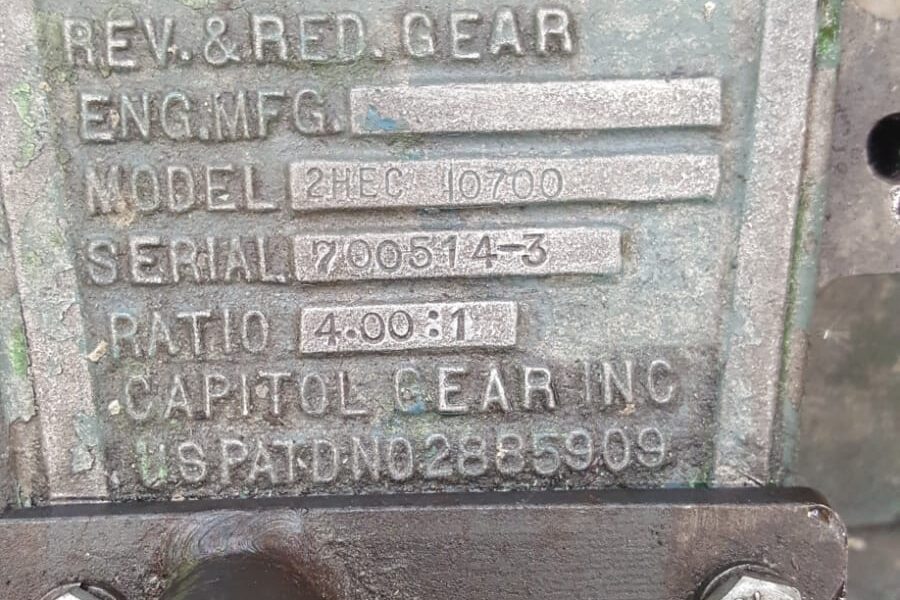 REV. & RED. GEAR
ENG. MFG.
MODEL 2HEC 10700
SERIAL 700514-3
RATIO 4.00:1
CAPITOL GEAR INC
US PAT'D NO 2885909